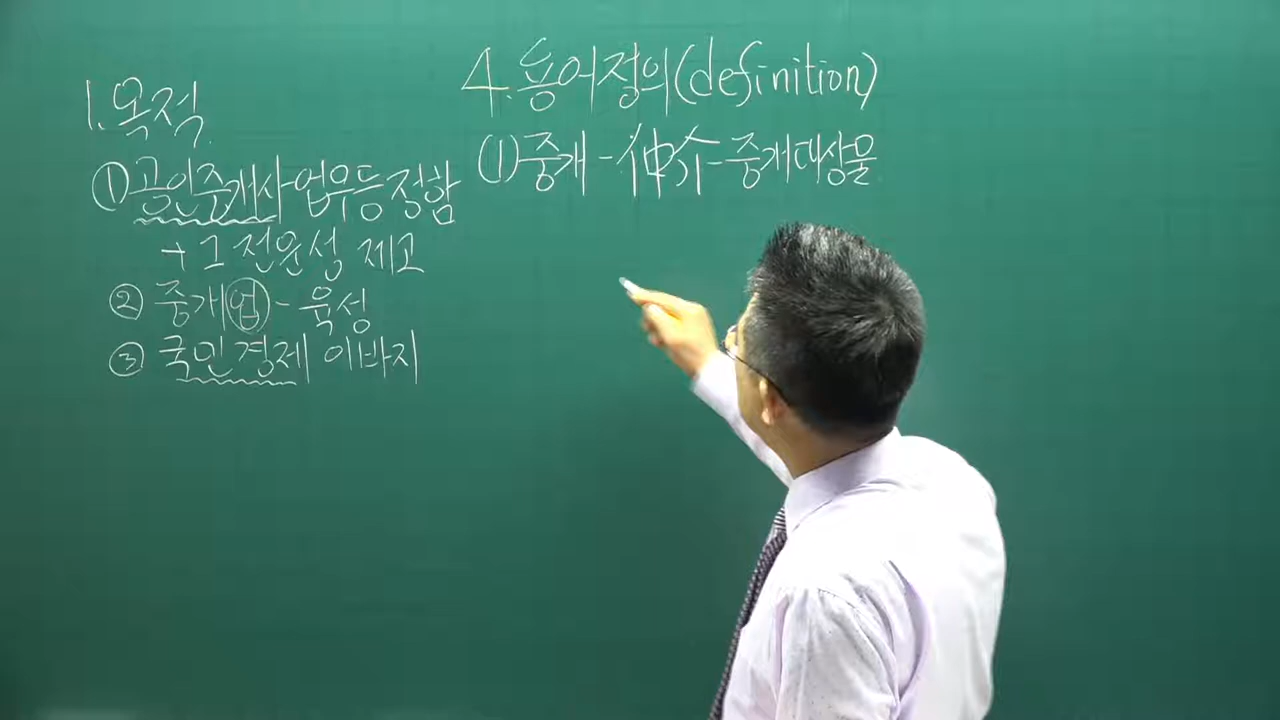 1. 목적
① 공인중개사 업무등 정함
+ 그 전문성 제고
② 중개업 - 육성
③ 국민경제 이바지
4. 용어정의(definition)
(1) 중개 - 仲介 - 중개대상물